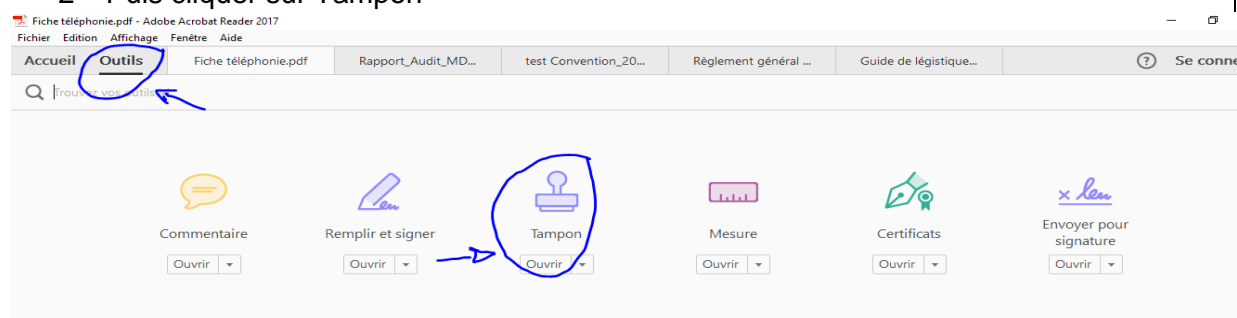 2 – Puis cliquer sur Tampon
Fiche téléphonie.pdf - Adobe Acrobat Reader 2017
Fichier Edition Affichage Fenêtre Aide
Accueil Outils Fiche téléphonie.pdf Rapport_Audit_MD... test Convention_20... Règlement général ... Guide de légistique... ? Se conne
Trouvez vos outils
Commentaire Remplir et signer Tampon Mesure Certificats Envoyer pour
signature
Ouvrir Ouvrir Ouvrir Ouvrir Ouvrir Ouvrir